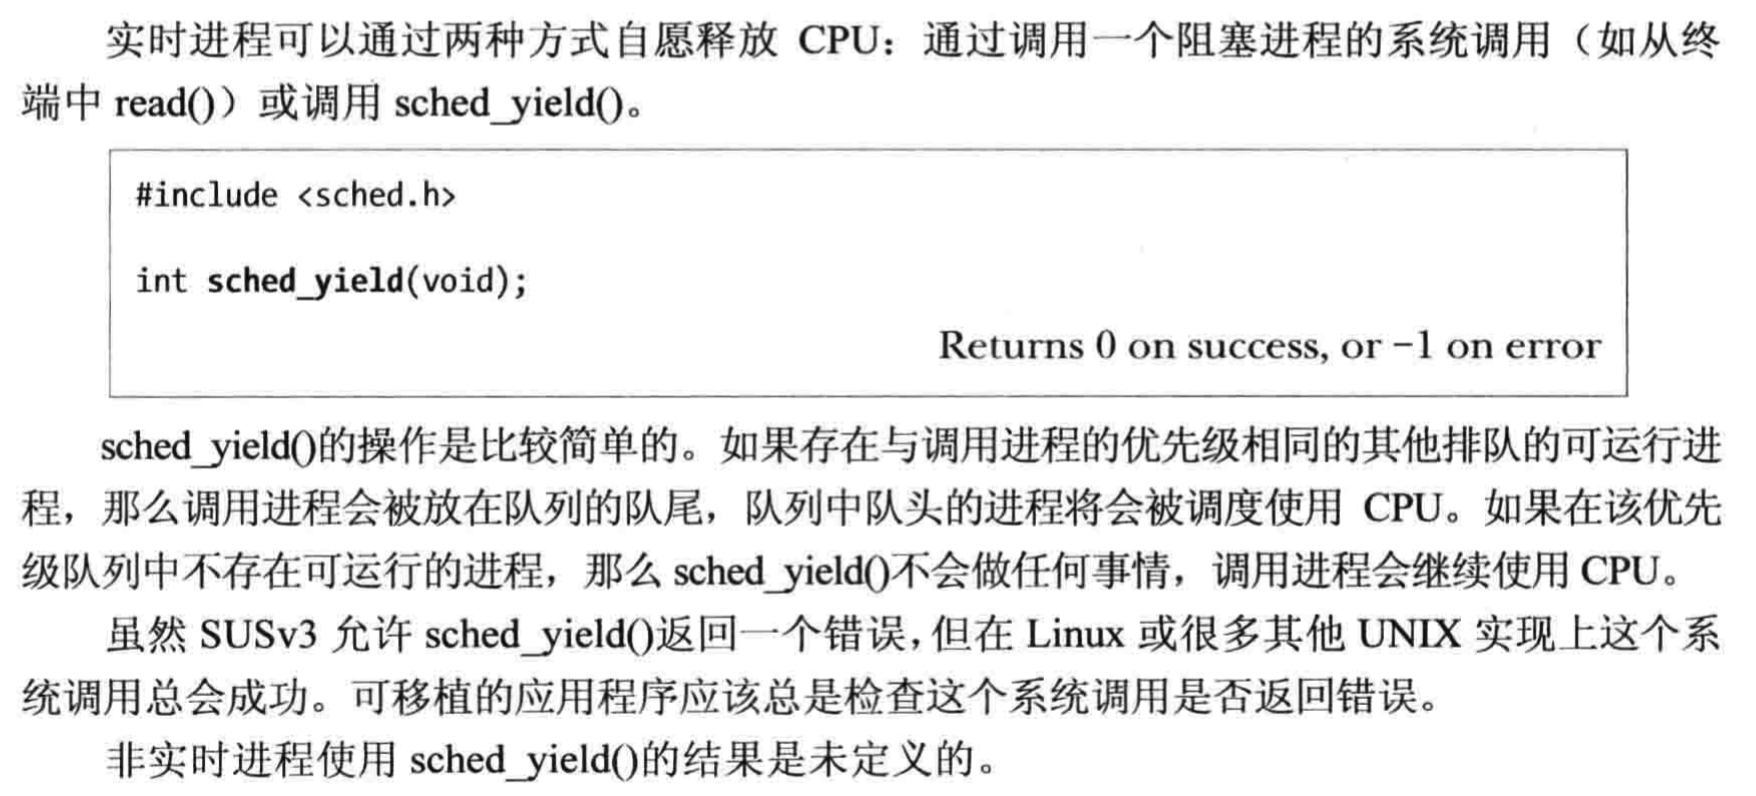 实时进程可以通过两种方式自愿释放 CPU：通过调用一个阻塞进程的系统调用（如从终
端中 read()）或调用 sched_yield()。
#include <sched.h>
int sched_yield(void);
Returns 0 on success, or −1 on error
sched_yield()的操作是比较简单的。如果存在与调用进程的优先级相同的其他排队的可运行进
程，那么调用进程会被放在队列的队尾，队列中队头的进程将会被调度使用 CPU。如果在该优先
级队列中不存在可运行的进程，那么 sched_yield()不会做任何事情，调用进程会继续使用 CPU。
虽然 SUSv3 允许 sched_yield()返回一个错误，但在 Linux 或很多其他 UNIX 实现上这个系
统调用总会成功。可移植的应用程序应该总是检查这个系统调用是否返回错误。
非实时进程使用 sched_yield()的结果是未定义的。